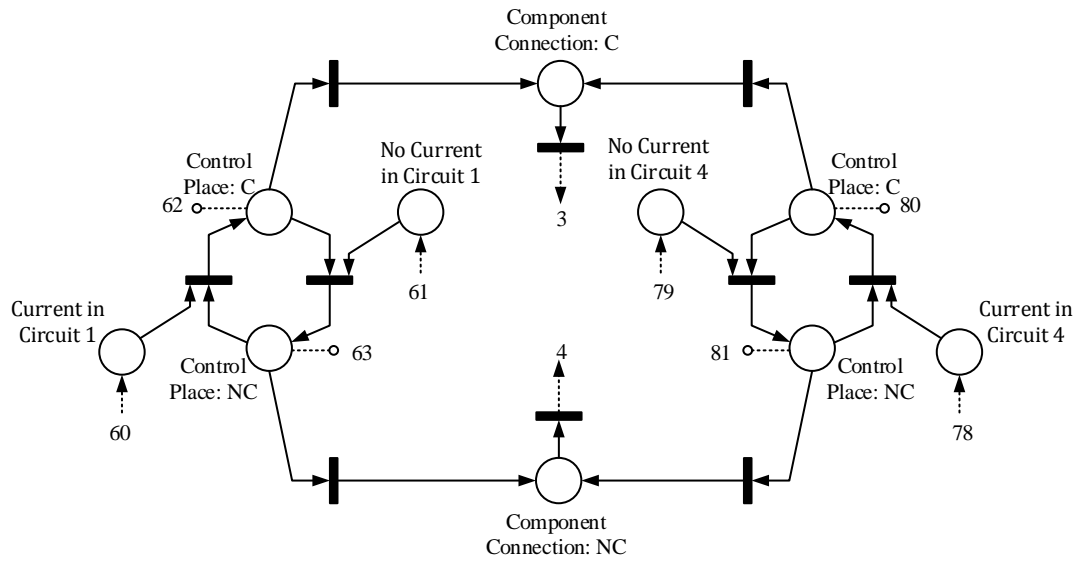 Component
Connection: C
No Current
in Circuit 1
No Current
in Circuit 4
Control
Place: C
Control
Place: C
62
80
3
61
79
Current in
Circuit 1
Current in
Circuit 4
63
4
81
Control
Place: NC
Control
Place: NC
60
78
Component
Connection: NC